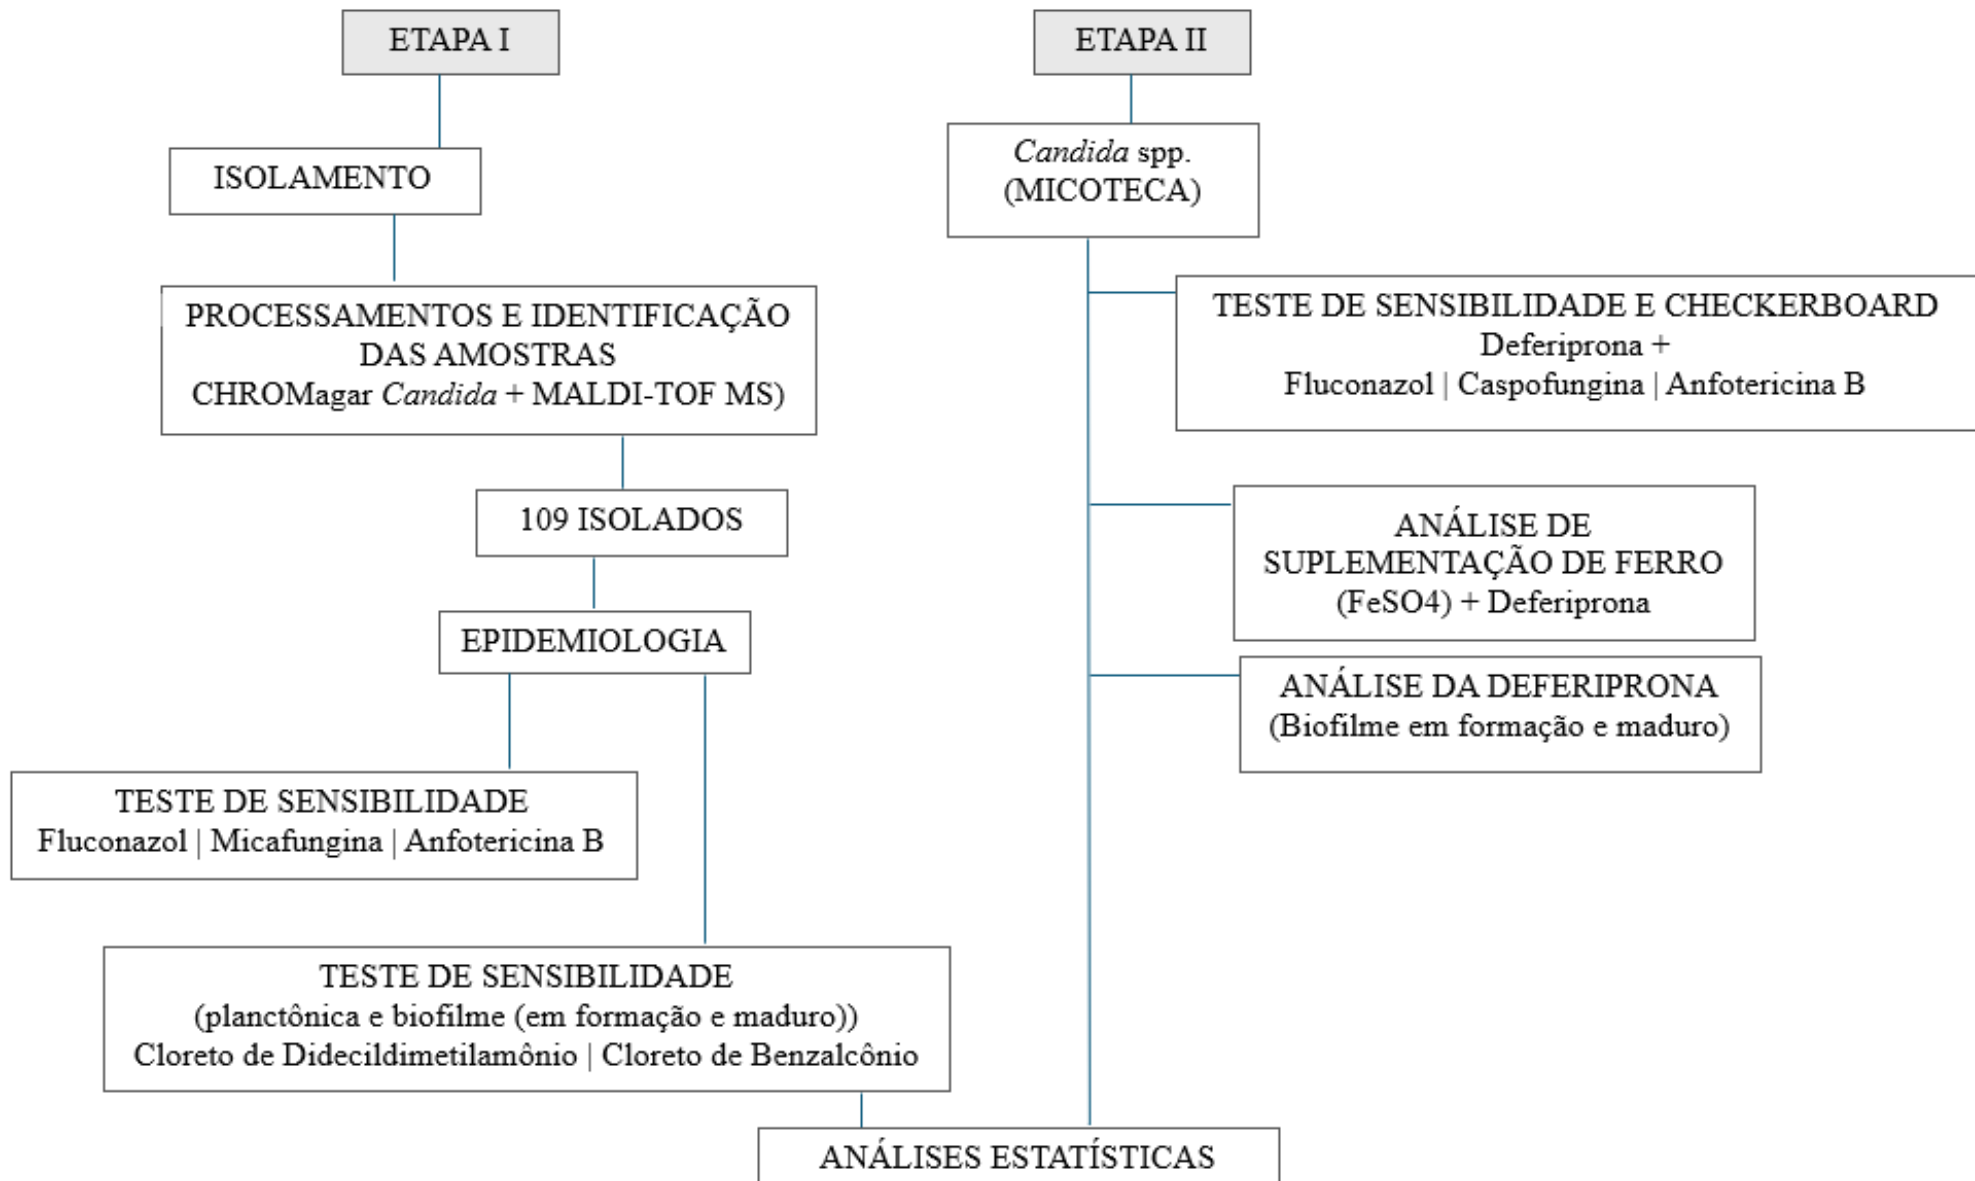 ETAPA I
ISOLAMENTO
PROCESSAMENTOS E IDENTIFICAÇÃO
DAS AMOSTRAS
CHROMagar Candida + MALDI-TOF MS)
109 ISOLADOS
EPIDEMIOLOGIA
TESTE DE SENSIBILIDADE
Fluconazol | Micafungina | Anfotericina B
TESTE DE SENSIBILIDADE
(planctônica e biofilme (em formação e maduro))
Cloreto de Didecildimetilamônio | Cloreto de Benzalcônio
ETAPA II
Candida spp.
(MICOTECA)
TESTE DE SENSIBILIDADE E CHECKERBOARD
Deferiprona +
Fluconazol | Caspofungina | Anfotericina B
ANÁLISE DE
SUPLEMENTAÇÃO DE FERRO
(FeSO4) + Deferiprona
ANÁLISE DA DEFERIPRONA
(Biofilme em formação e maduro)
ANÁLISES ESTATÍSTICAS